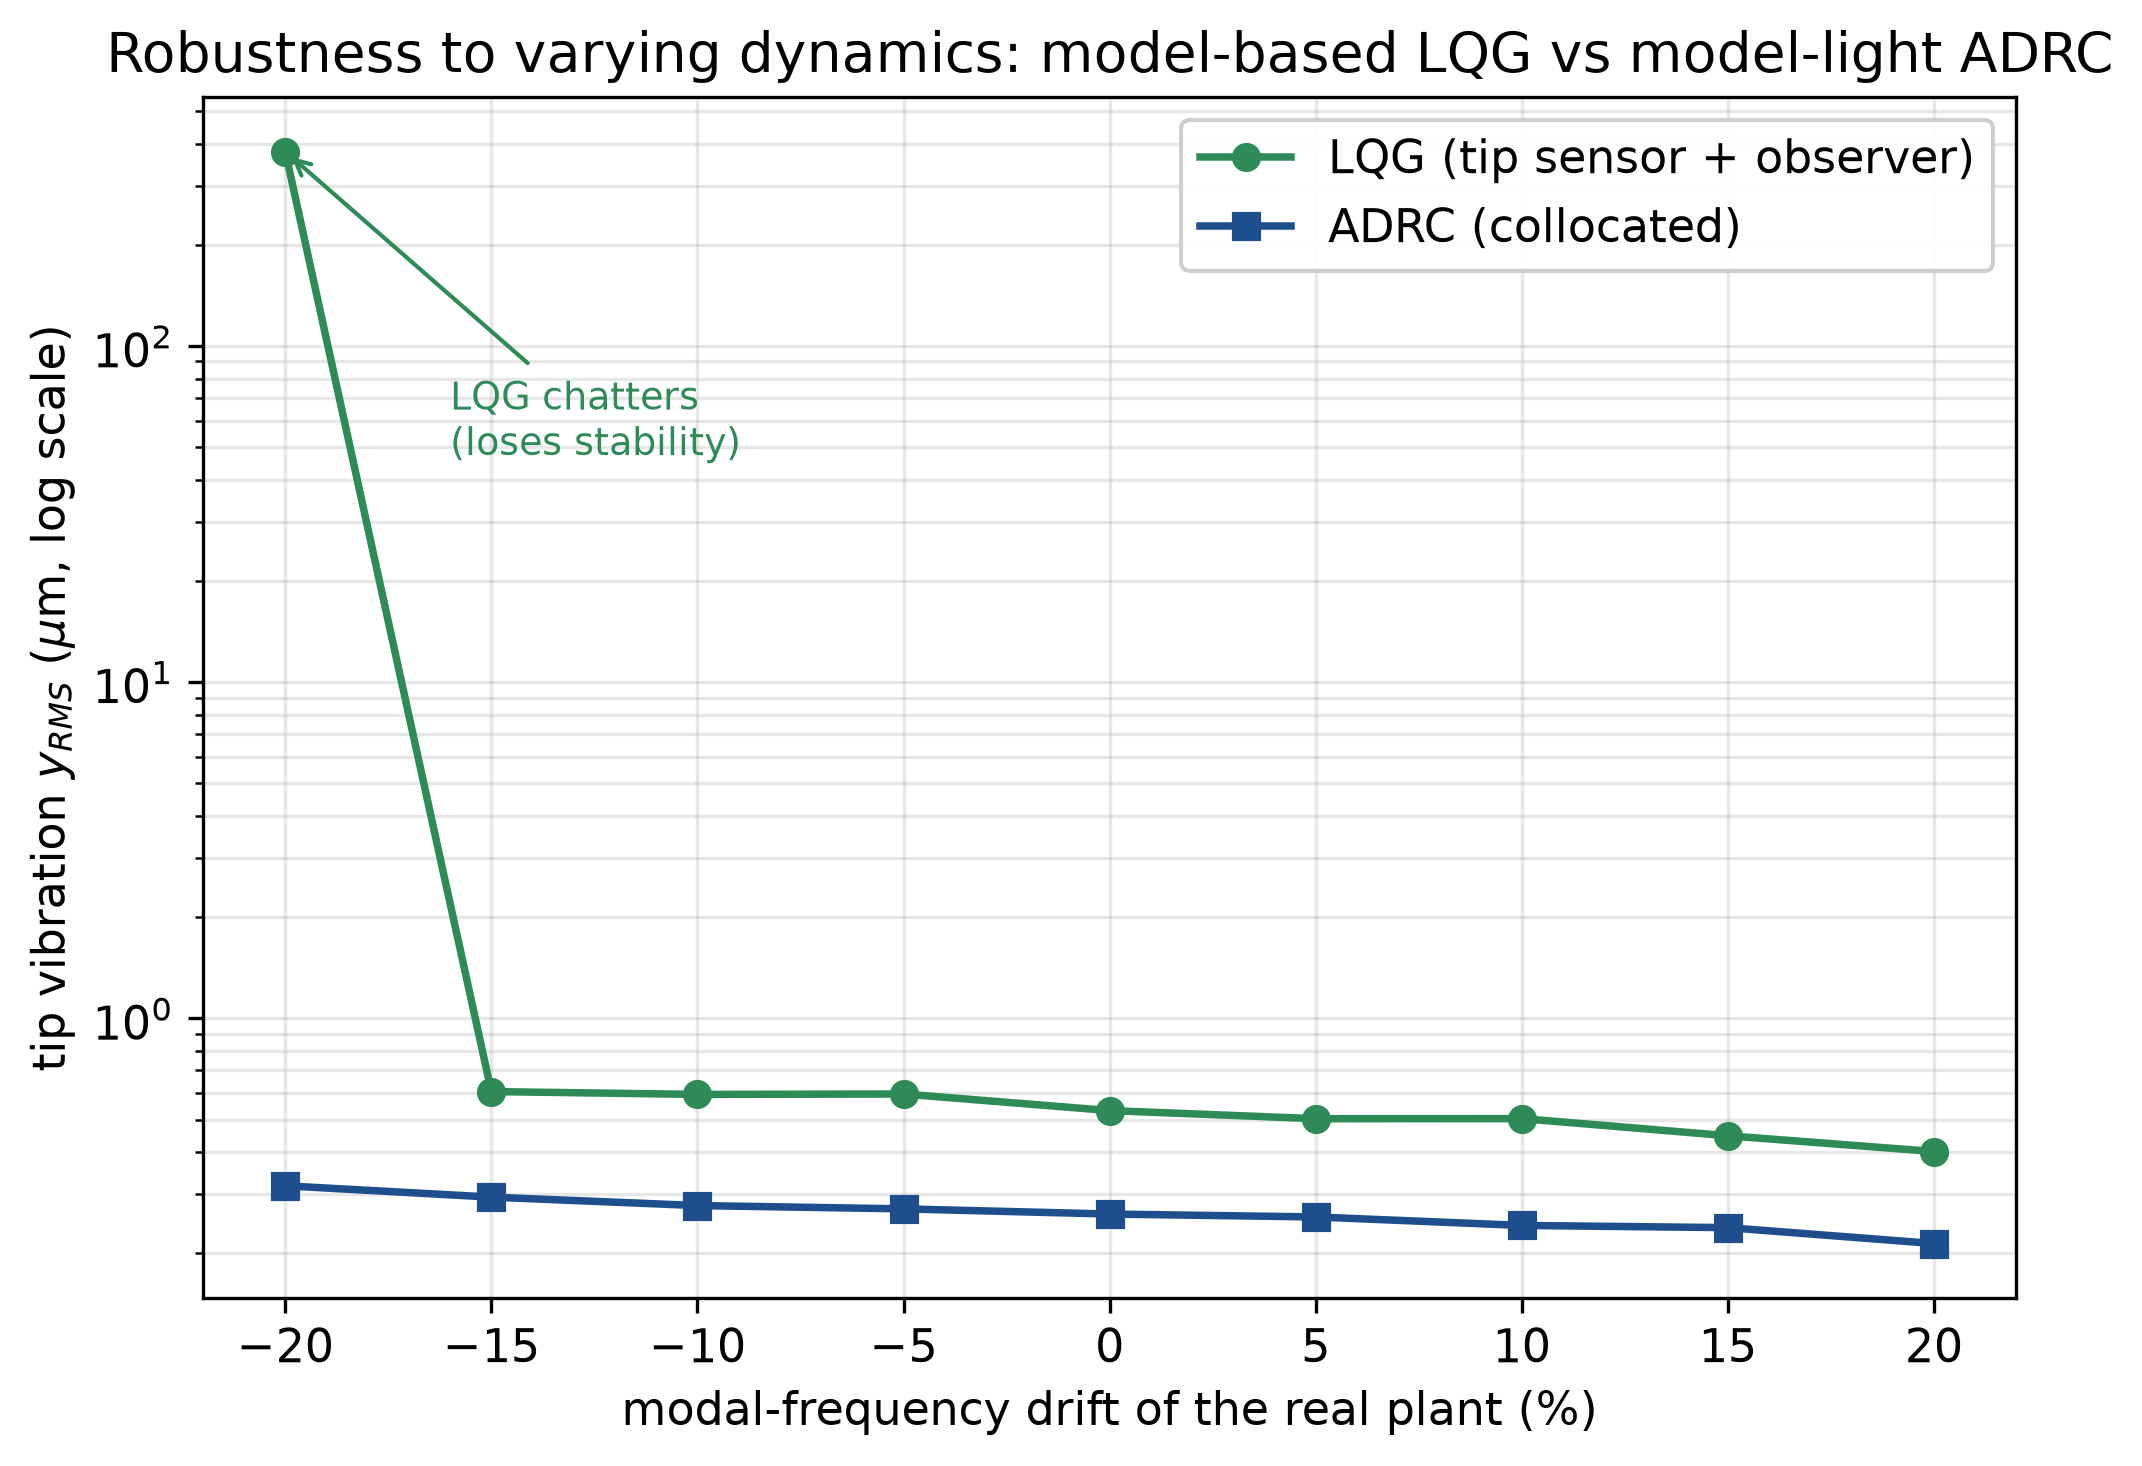 Robustness to varying dynamics: model-based LQG vs model-light ADRC
LQG (tip sensor + observer)
ADRC (collocated)
LQG chatters
(loses stability)
tip vibration y_{RMS} (μm, log scale)
10²
10¹
10⁰
−20 −15 −10 −5 0 5 10 15 20
modal-frequency drift of the real plant (%)